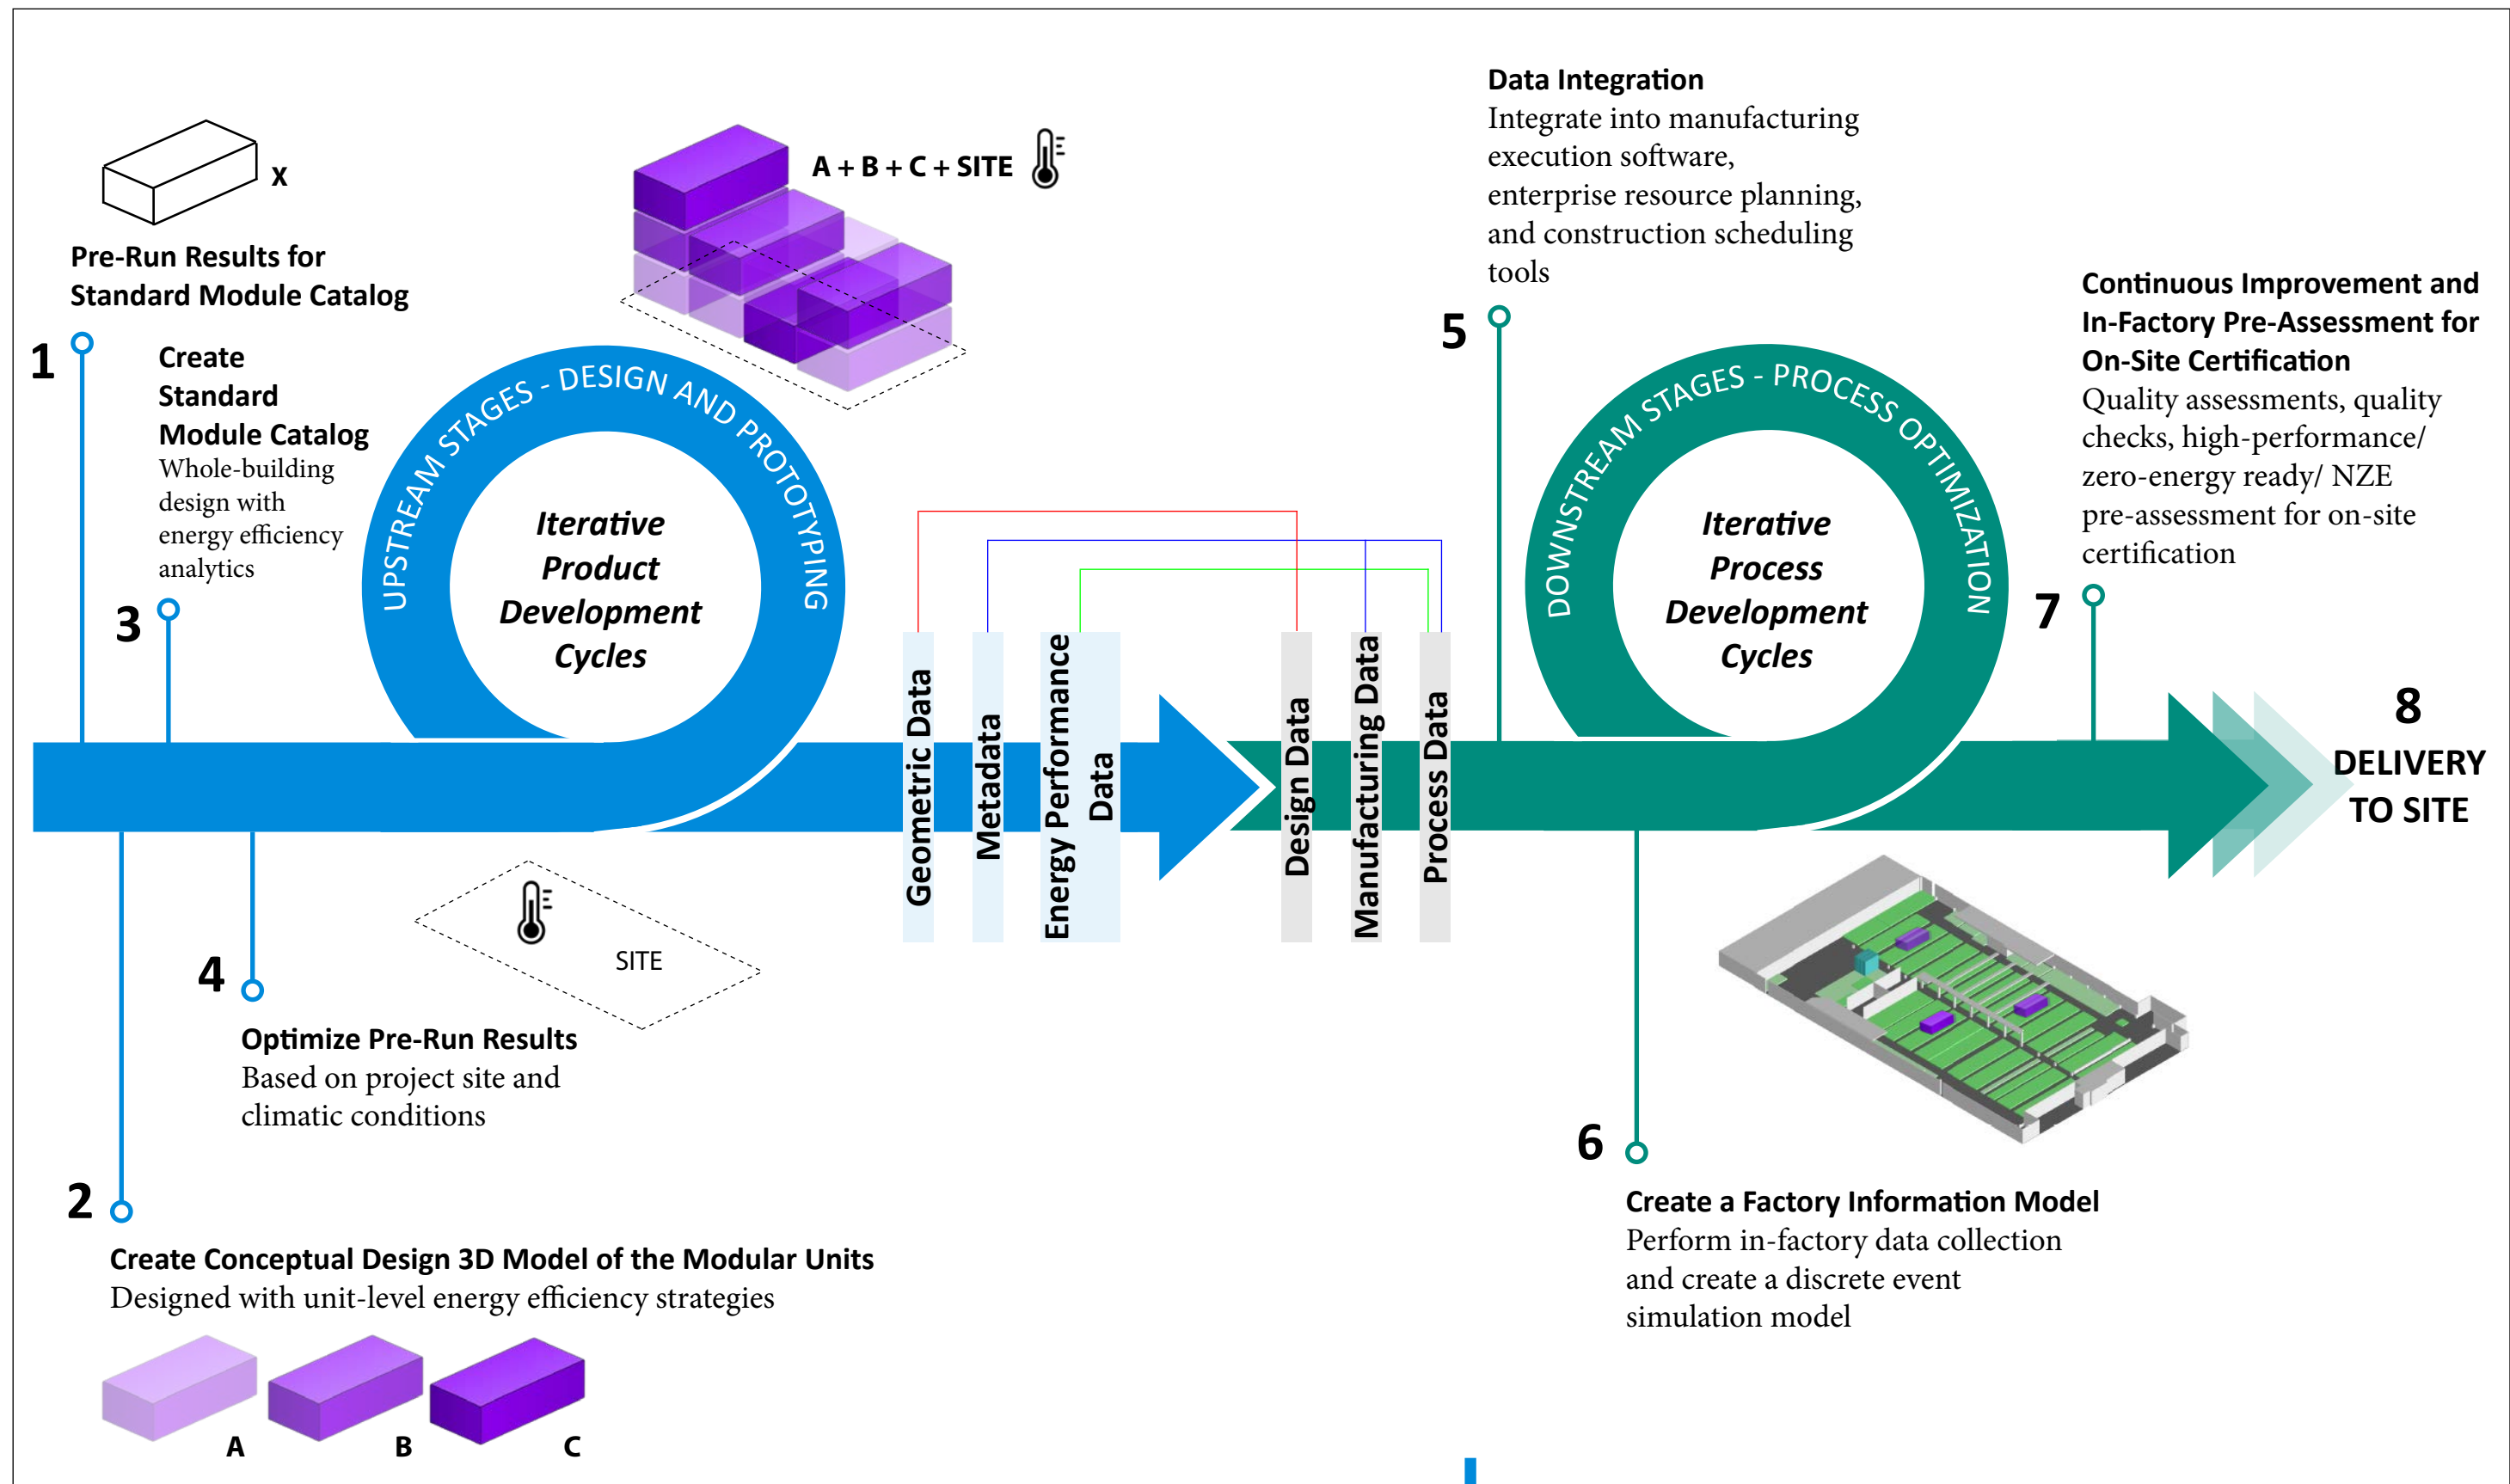 X
Pre-Run Results for
Standard Module Catalog
1
Create
Standard
Module Catalog
Whole-building
design with
energy efficiency
analytics
3
A + B + C + SITE
UPSTREAM STAGES - DESIGN AND PROTOTYPING
Iterative
Product
Development
Cycles
SITE
4
Optimize Pre-Run Results
Based on project site and
climatic conditions
2
Create Conceptual Design 3D Model of the Modular Units
Designed with unit-level energy efficiency strategies
A
B
C
Geometric Data
Metadata
Energy Performance
Data
Design Data
Manufacturing Data
Process Data
Data Integration
Integrate into manufacturing
execution software,
enterprise resource planning,
and construction scheduling
tools
5
DOWNSTREAM STAGES - PROCESS OPTIMIZATION
Iterative
Process
Development
Cycles
6
Create a Factory Information Model
Perform in-factory data collection
and create a discrete event
simulation model
Continuous Improvement and
In-Factory Pre-Assessment for
On-Site Certification
Quality assessments, quality
checks, high-performance/
zero-energy ready/ NZE
pre-assessment for on-site
certification
7
8
DELIVERY
TO SITE